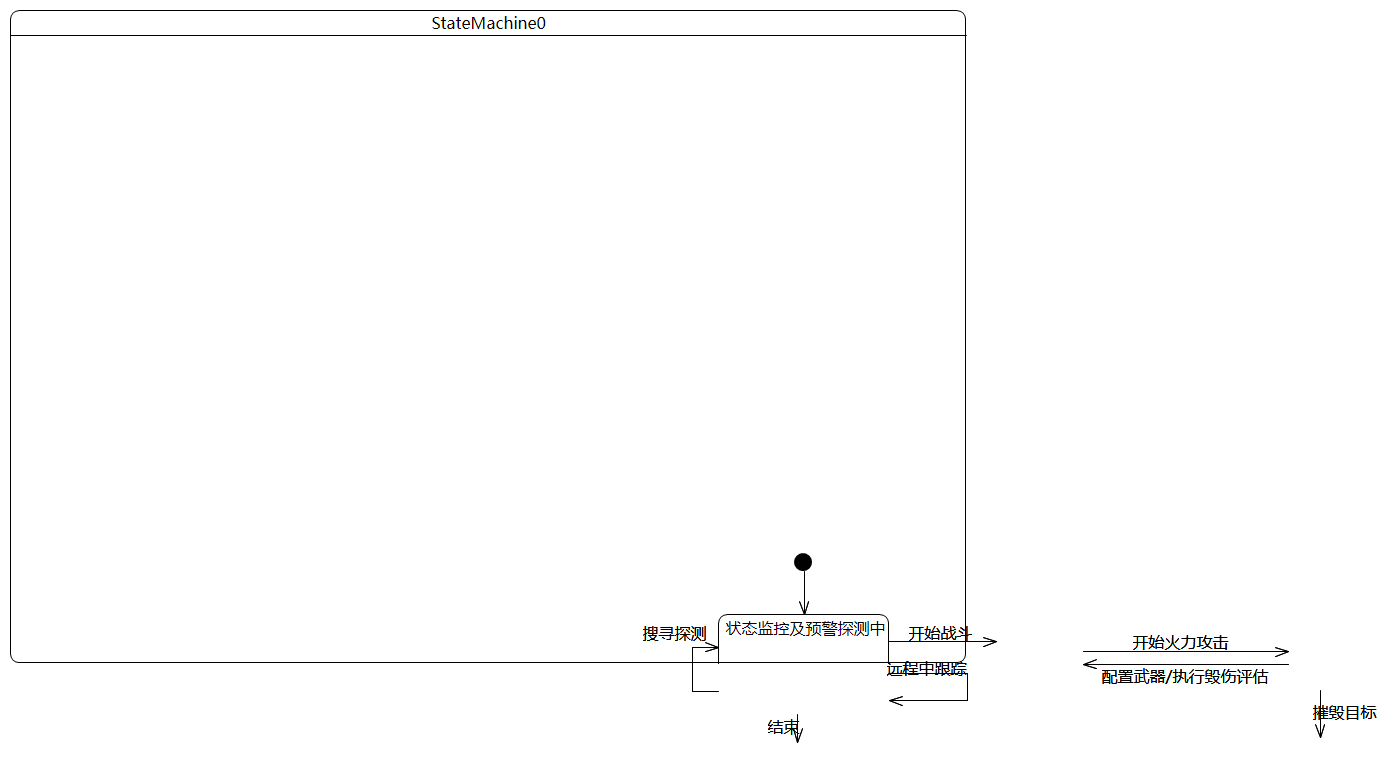 StateMachine0
状态监控及预警探测中
搜寻探测
开始战斗
远程中跟踪
结束
开始火力攻击
配置武器/执行毁伤评估
摧毁目标